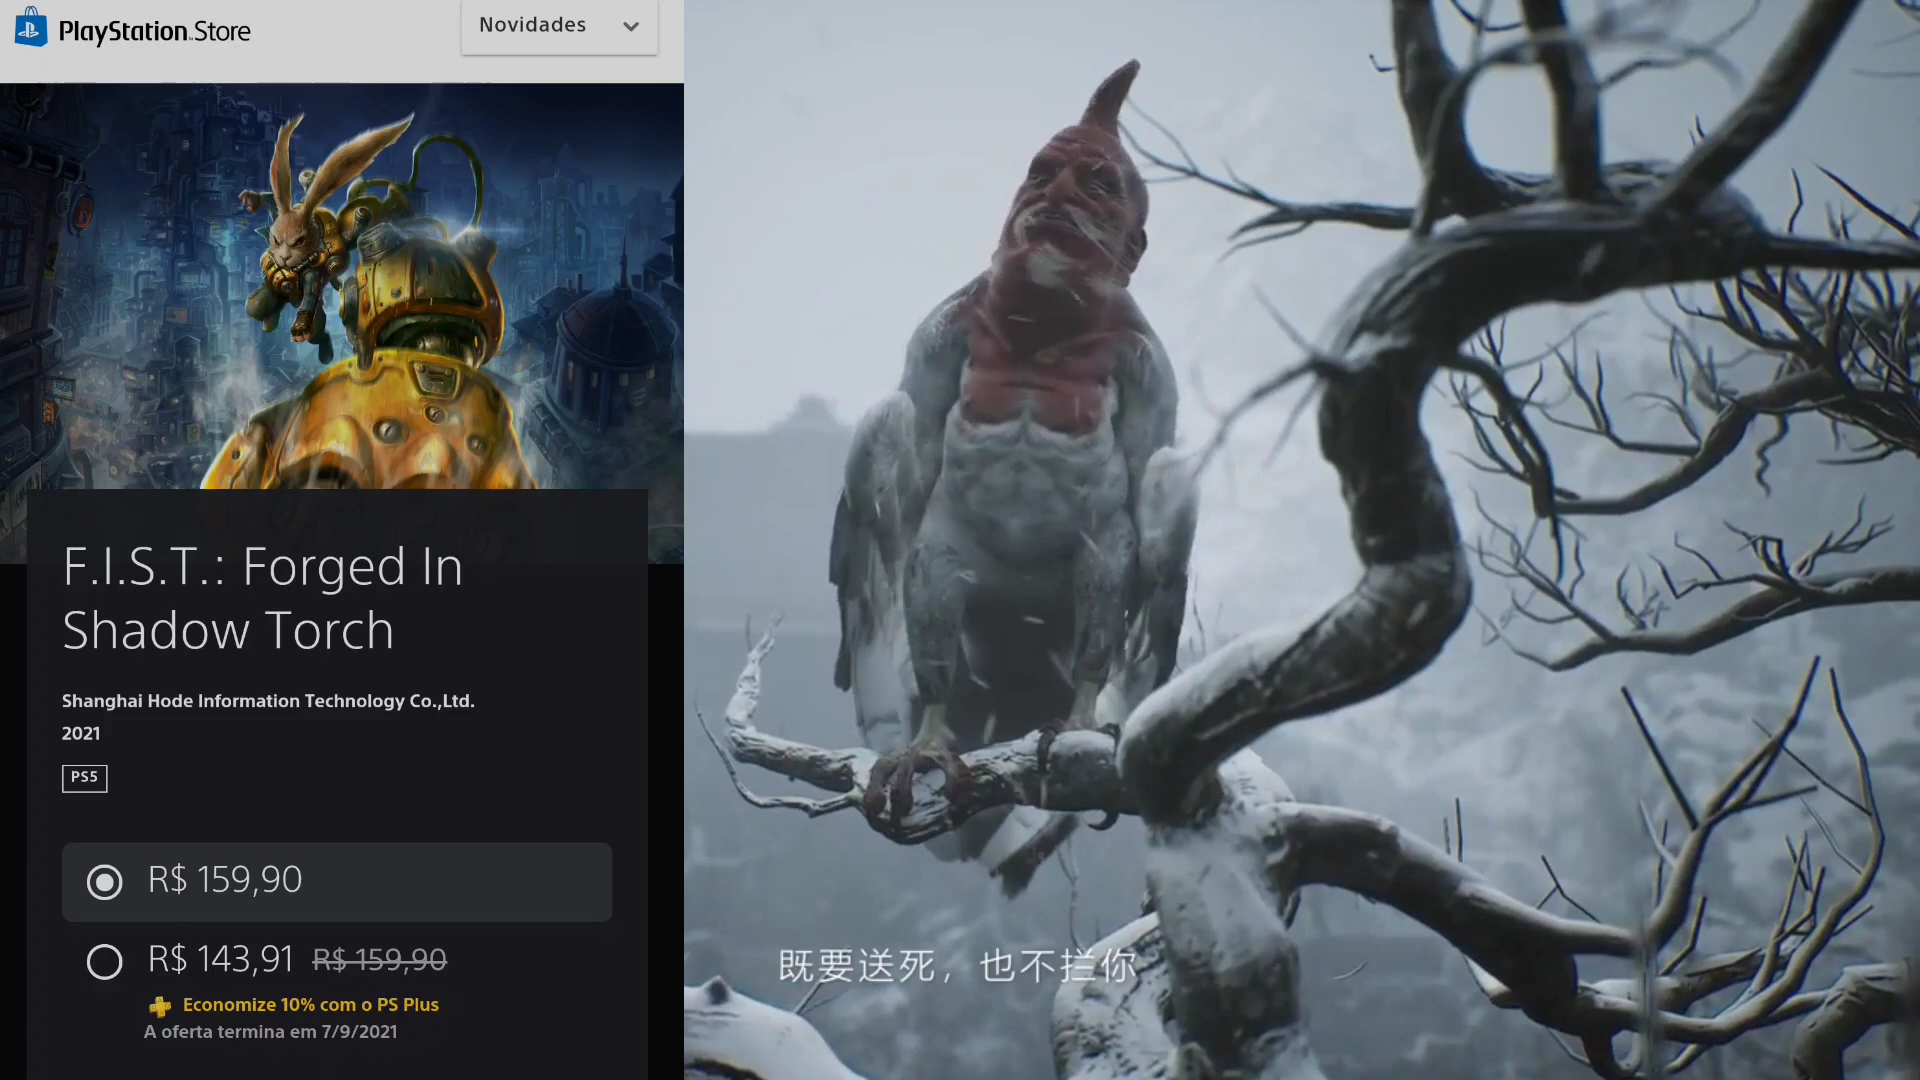 PlayStation Store
Novidades
F.I.S.T.: Forged In
Shadow Torch
Shanghai Hode Information Technology Co.,Ltd.
2021
PS5
R$ 159,90
R$ 143,91 R$ 159,90
Economize 10% com o PS Plus
A oferta termina em 7/9/2021
既要送死，也不拦你